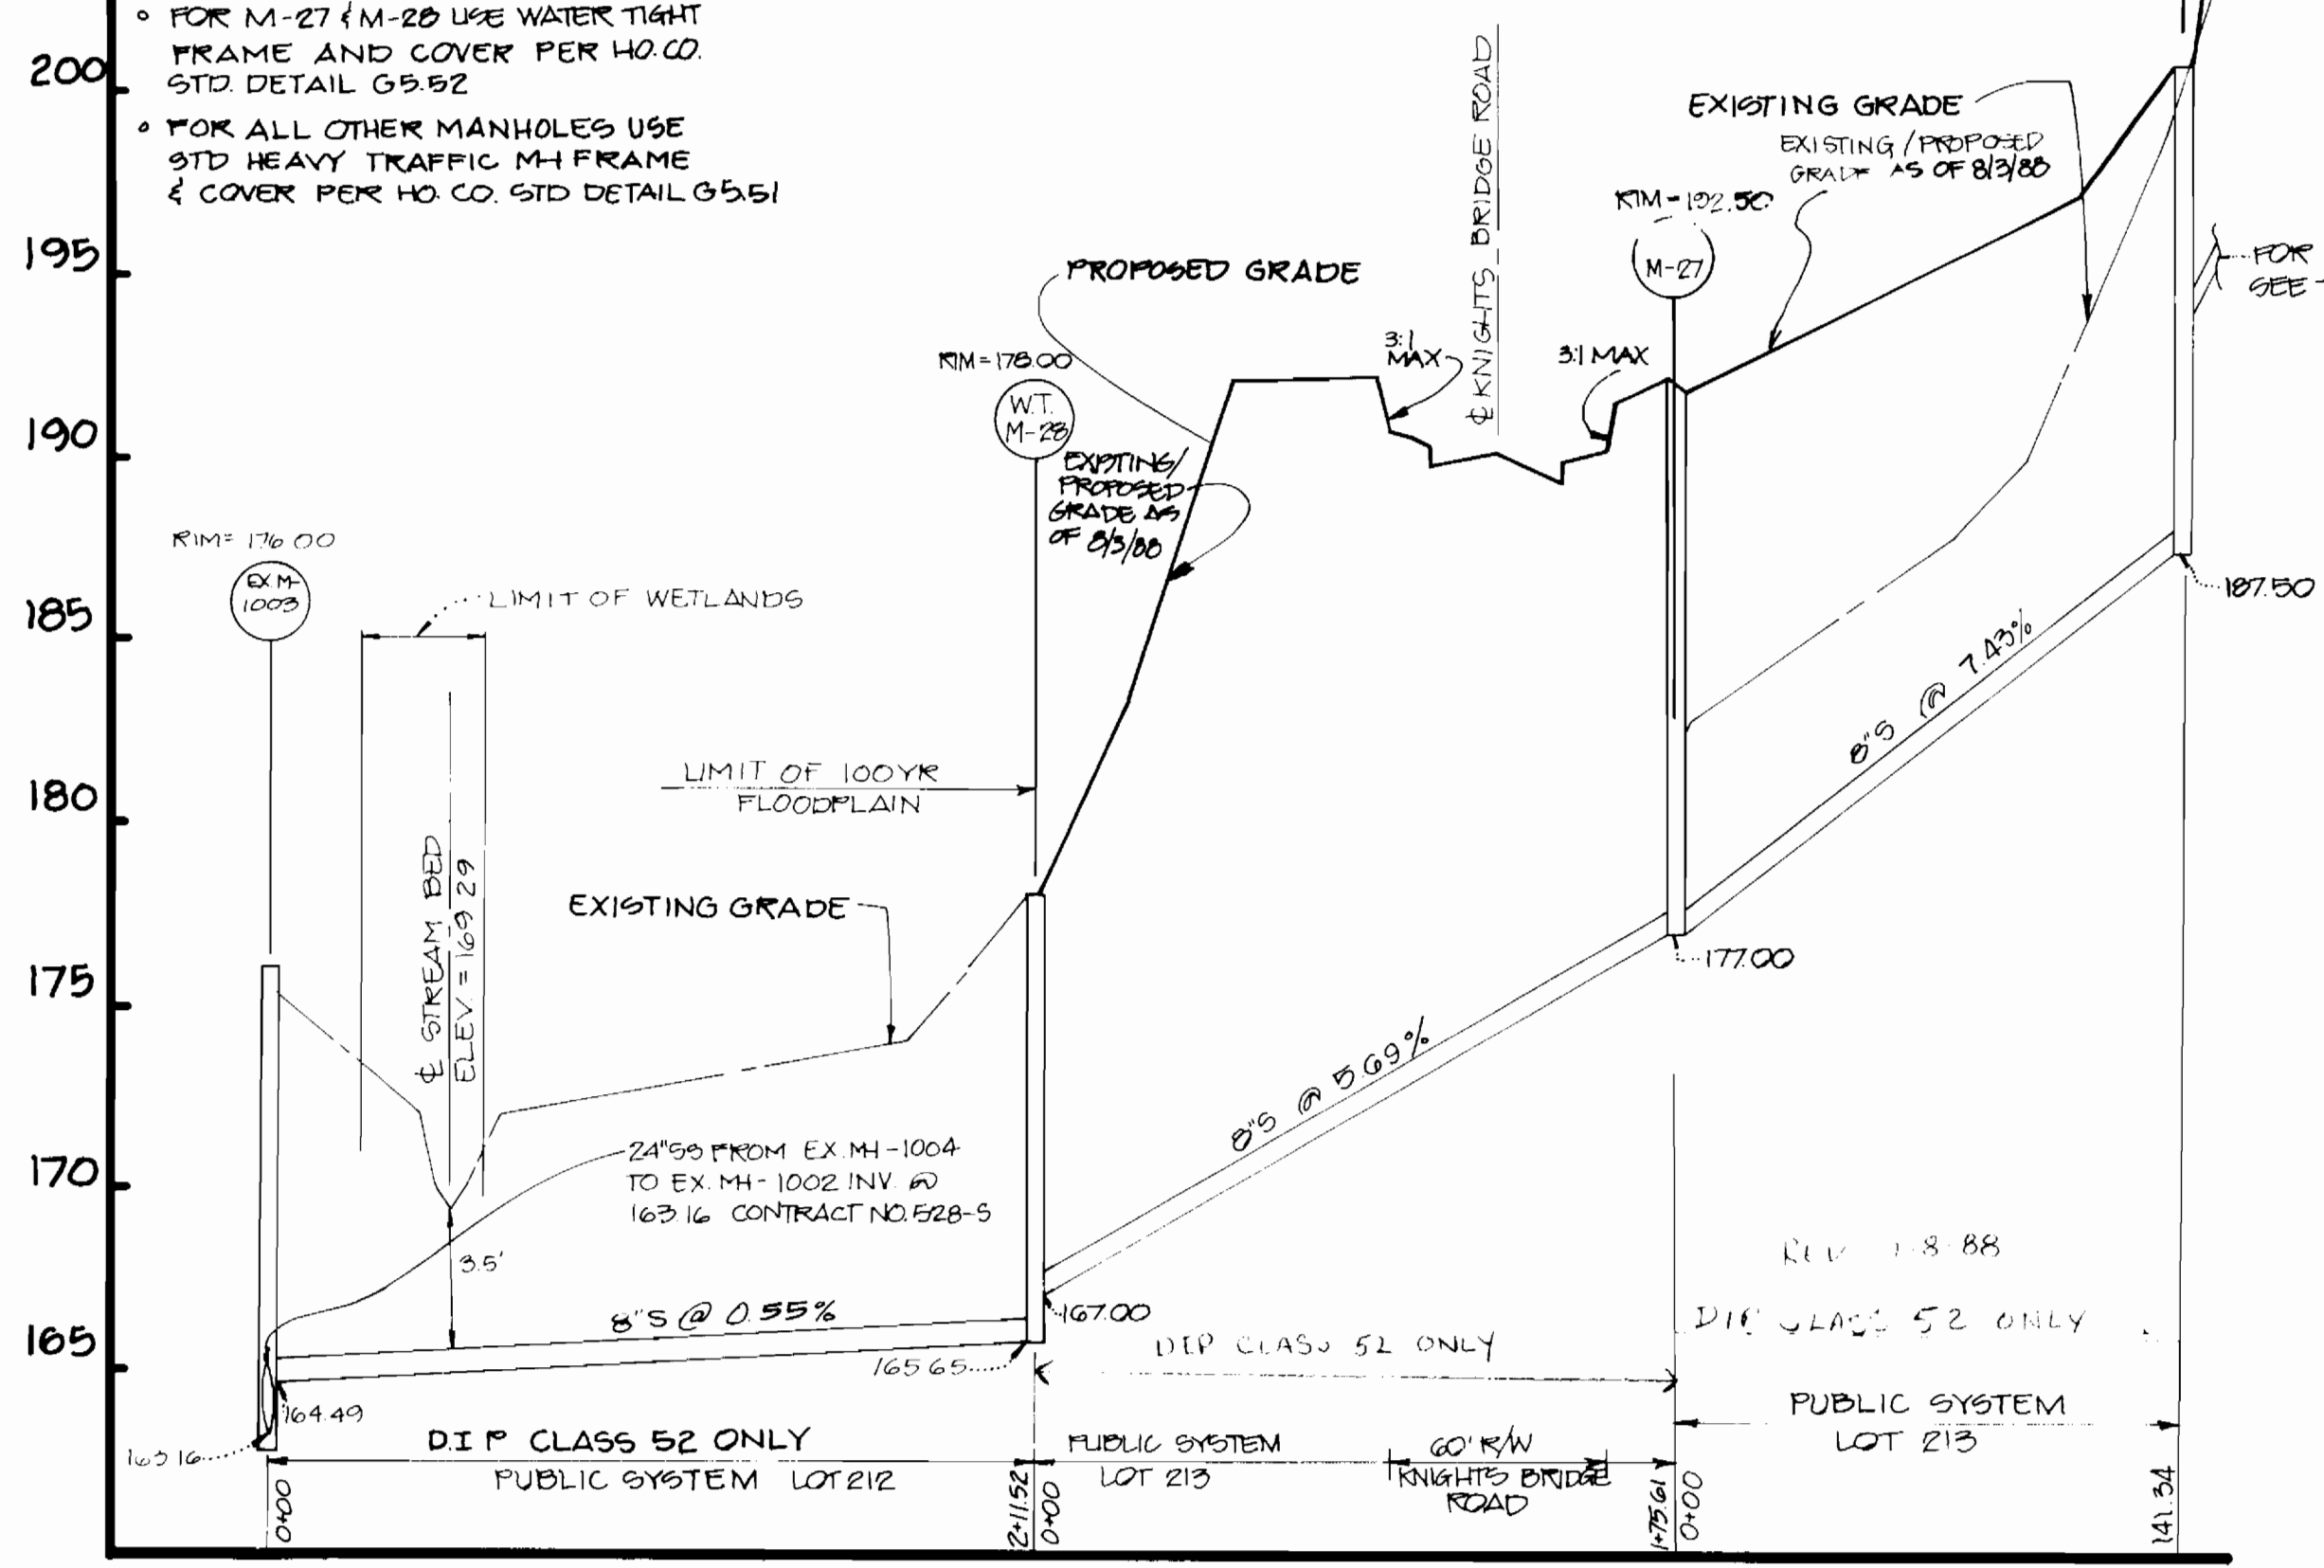 ° FOR M-27 & M-28 USE WATER TIGHT
FRAME AND COVER PER HO.CO.
STD. DETAIL G5.52
° FOR ALL OTHER MANHOLES USE
STD HEAVY TRAFFIC MH FRAME
& COVER PER HO. CO. STD DETAIL G5.51
200
195
190
185
180
175
170
165
RIM= 176.00
EX. M-
1003
LIMIT OF WETLANDS
℄ STREAM BED
ELEV. = 169.29
LIMIT OF 100YR
FLOODPLAIN
EXISTING GRADE
24"SS FROM EX. MH-1004
TO EX. MH-1002 INV. @
163.16 CONTRACT NO. 528-S
3.5'
8"S @ 0.55%
164.49
163.16
165.65
RIM=178.00
W.T.
M-28
PROPOSED GRADE
EXISTING/
PROPOSED
GRADE AS
OF 8/3/88
3:1
MAX
℄ KNIGHTS BRIDGE ROAD
3:1 MAX
RIM=192.50
M-27
EXISTING GRADE
EXISTING/PROPOSED
GRADE AS OF 8/3/88
FOR
SEE
187.50
8"S @ 7.43%
177.00
8"S @ 5.69%
167.00
DIP CLASS 52 ONLY
8-88
DIP CLASS 52 ONLY
D.I.P CLASS 52 ONLY
PUBLIC SYSTEM LOT 212
PUBLIC SYSTEM
LOT 213
60' R/W
KNIGHTS BRIDGE
ROAD
PUBLIC SYSTEM
LOT 213
0+00
2+11.52
0+00
1+75.61
0+00
141.34